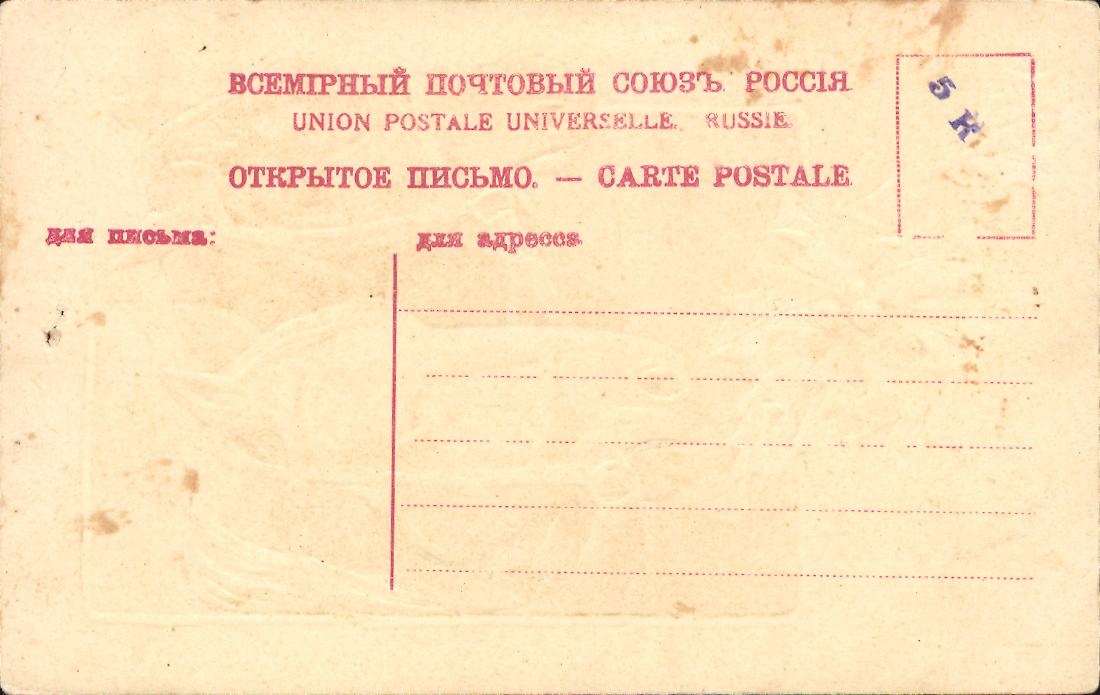 ВСЕМІРНЫЙ ПОЧТОВЫЙ СОЮЗЪ. РОССІЯ.
UNION POSTALE UNIVERSELLE. RUSSIE.
ОТКРЫТОЕ ПИСЬМО. — CARTE POSTALE.
5 К
для письма:
для адресса